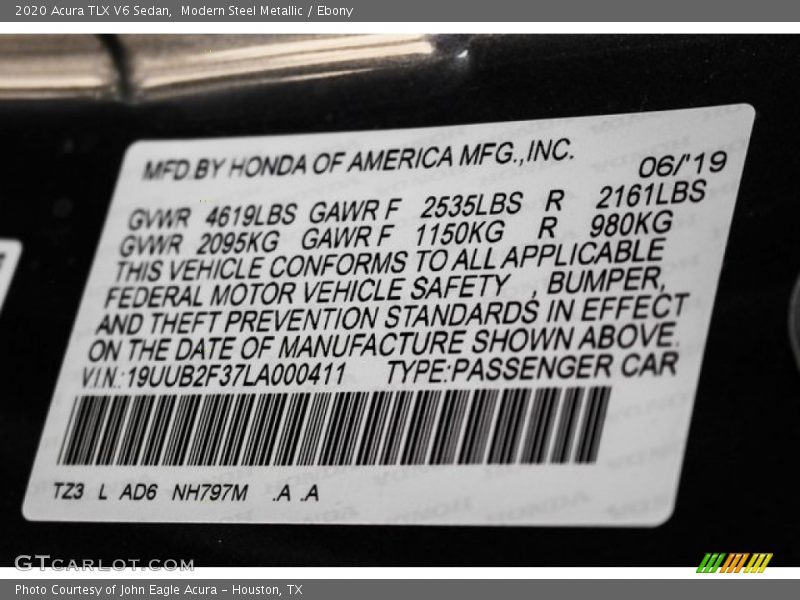 2020 Acura TLX V6 Sedan,  Modern Steel Metallic / Ebony
MFD.BY HONDA OF AMERICA MFG.,INC.
06/'19
GVWR 4619LBS GAWR F 2535LBS R 2161LBS
GVWR 2095KG GAWR F 1150KG R 980KG
THIS VEHICLE CONFORMS TO ALL APPLICABLE
FEDERAL MOTOR VEHICLE SAFETY , BUMPER,
AND THEFT PREVENTION STANDARDS IN EFFECT
ON THE DATE OF MANUFACTURE SHOWN ABOVE.
V.I.N.:19UUB2F37LA000411 TYPE:PASSENGER CAR
TZ3 L AD6 NH797M .A .A
GTCARLOT.COM
Photo Courtesy of John Eagle Acura - Houston, TX